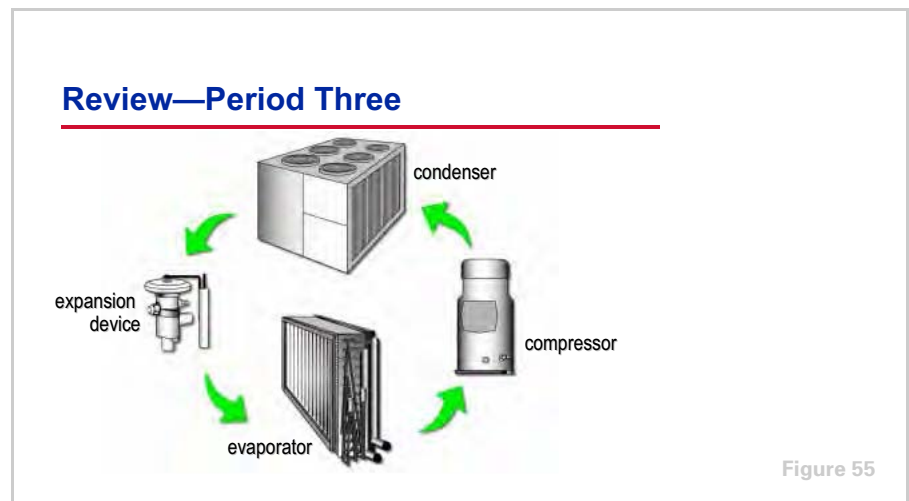 Review—Period Three
condenser
expansion
device
compressor
evaporator
Figure 55